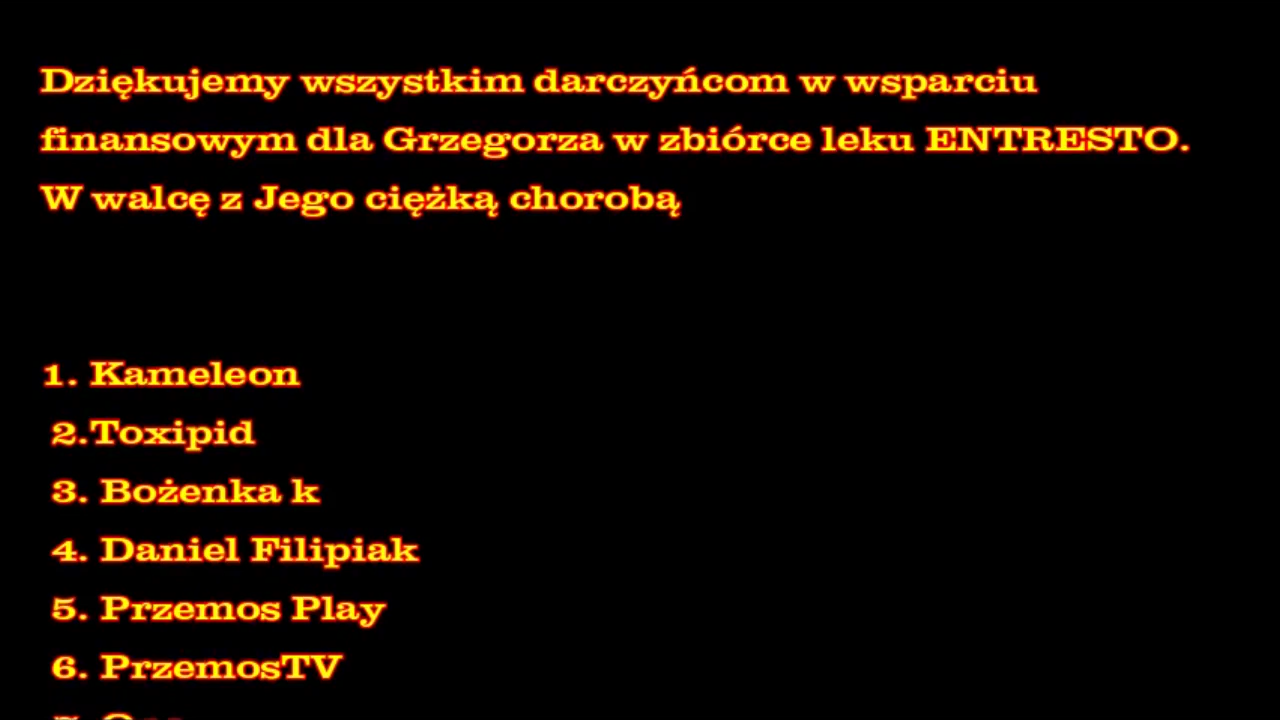 Dziękujemy wszystkim darczyńcom w wsparciu
finansowym dla Grzegorza w zbiórce leku ENTRESTO.
W walcę z Jego ciężką chorobą
1. Kameleon
2.Toxipid
3. Bożenka k
4. Daniel Filipiak
5. Przemos Play
6. PrzemosTV